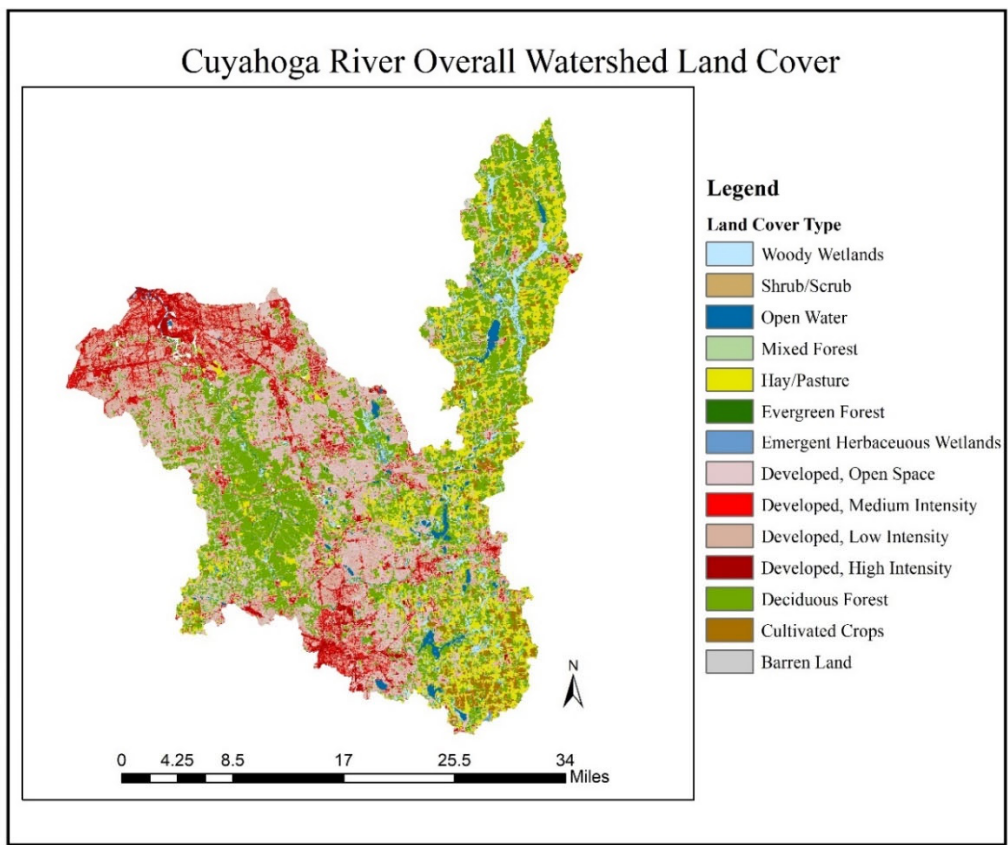 Cuyahoga River Overall Watershed Land Cover
Legend
Land Cover Type
Woody Wetlands
Shrub/Scrub
Open Water
Mixed Forest
Hay/Pasture
Evergreen Forest
Emergent Herbaceuous Wetlands
Developed, Open Space
Developed, Medium Intensity
Developed, Low Intensity
Developed, High Intensity
Deciduous Forest
Cultivated Crops
Barren Land
N
0 4.25 8.5 17 25.5 34
Miles